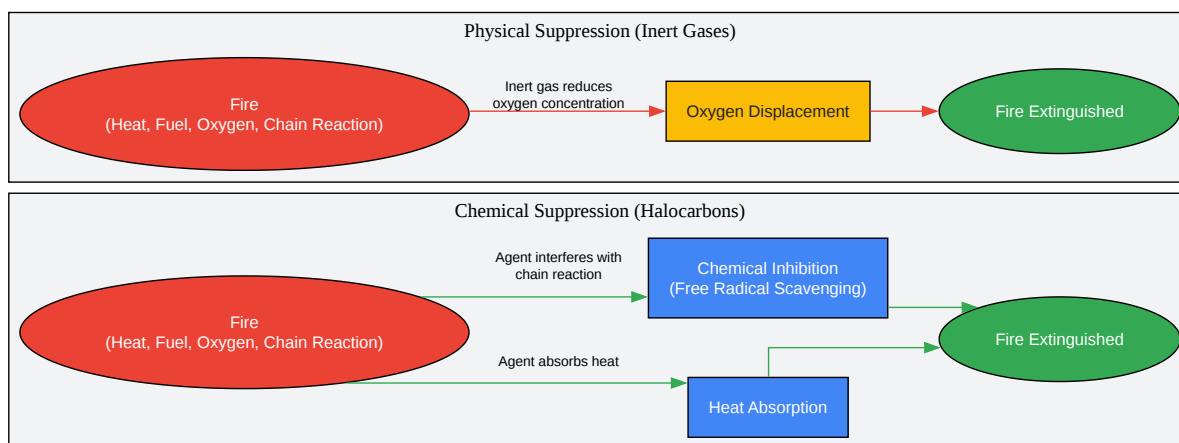 Physical Suppression (Inert Gases)
Fire
(Heat, Fuel, Oxygen, Chain Reaction)
Inert gas reduces
oxygen concentration
Oxygen Displacement
Fire Extinguished
Chemical Suppression (Halocarbons)
Fire
(Heat, Fuel, Oxygen, Chain Reaction)
Agent interferes with
chain reaction
Chemical Inhibition
(Free Radical Scavenging)
Agent absorbs heat
Heat Absorption
Fire Extinguished